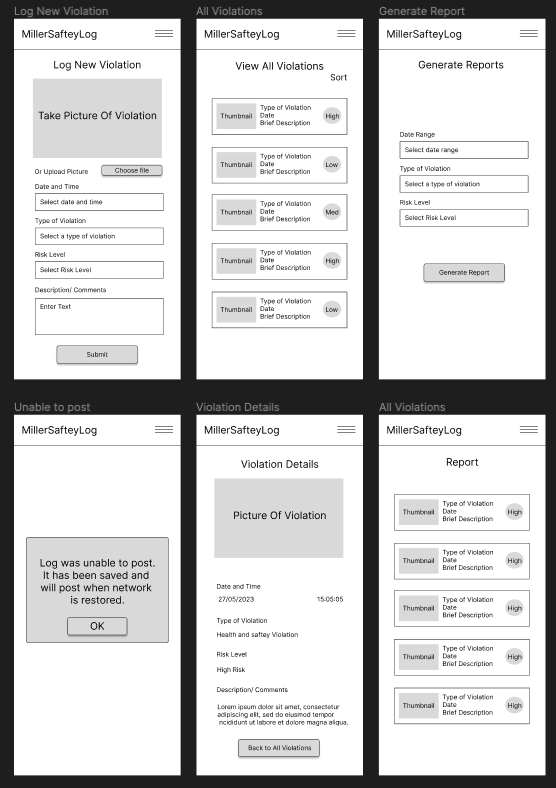 Log New Violation
MillerSafteyLog
Log New Violation
Take Picture Of Violation
Or Upload Picture
Choose file
Date and Time
Select date and time
Type of Violation
Select a type of violation
Risk Level
Select Risk Level
Description/ Comments
Enter Text
Submit
All Violations
MillerSafteyLog
View All Violations
Sort
Thumbnail
Type of Violation
Date
Brief Description
High
Thumbnail
Type of Violation
Date
Brief Description
Low
Thumbnail
Type of Violation
Date
Brief Description
Med
Thumbnail
Type of Violation
Date
Brief Description
High
Thumbnail
Type of Violation
Date
Brief Description
Low
Generate Report
MillerSafteyLog
Generate Reports
Date Range
Select date range
Type of Violation
Select a type of violation
Risk Level
Select Risk Level
Generate Report
Unable to post
MillerSafteyLog
Log was unable to post.
It has been saved and
will post when network
is restored.
OK
Violation Details
MillerSafteyLog
Violation Details
Picture Of Violation
Date and Time
27/05/2023 15:05:05
Type of Violation
Health and saftey Violation
Risk Level
High Risk
Description/ Comments
Lorem ipsum dolor sit amet, consectetur
adipiscing elit, sed do eiusmod tempor
ncididunt ut labore et dolore magna aliqua.
Back to All Violations
All Violations
MillerSafteyLog
Report
Thumbnail
Type of Violation
Date
Brief Description
High
Thumbnail
Type of Violation
Date
Brief Description
High
Thumbnail
Type of Violation
Date
Brief Description
High
Thumbnail
Type of Violation
Date
Brief Description
High
Thumbnail
Type of Violation
Date
Brief Description
High